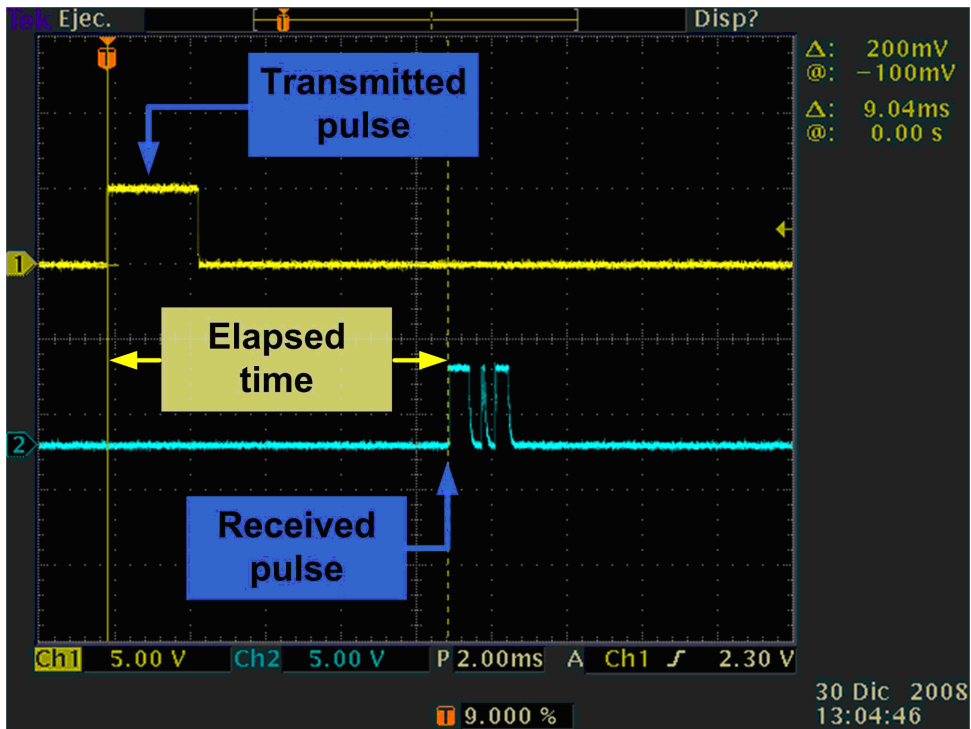 Tek Ejec.
Disp?
Δ: 200mV
@: −100mV
Δ: 9.04ms
@: 0.00 s
T
T
Transmitted
pulse
1
Elapsed
time
2
Received
pulse
Ch1 5.00 V Ch2 5.00 V P 2.00ms A Ch1 2.30 V
T 9.000 %
30 Dic 2008
13:04:46